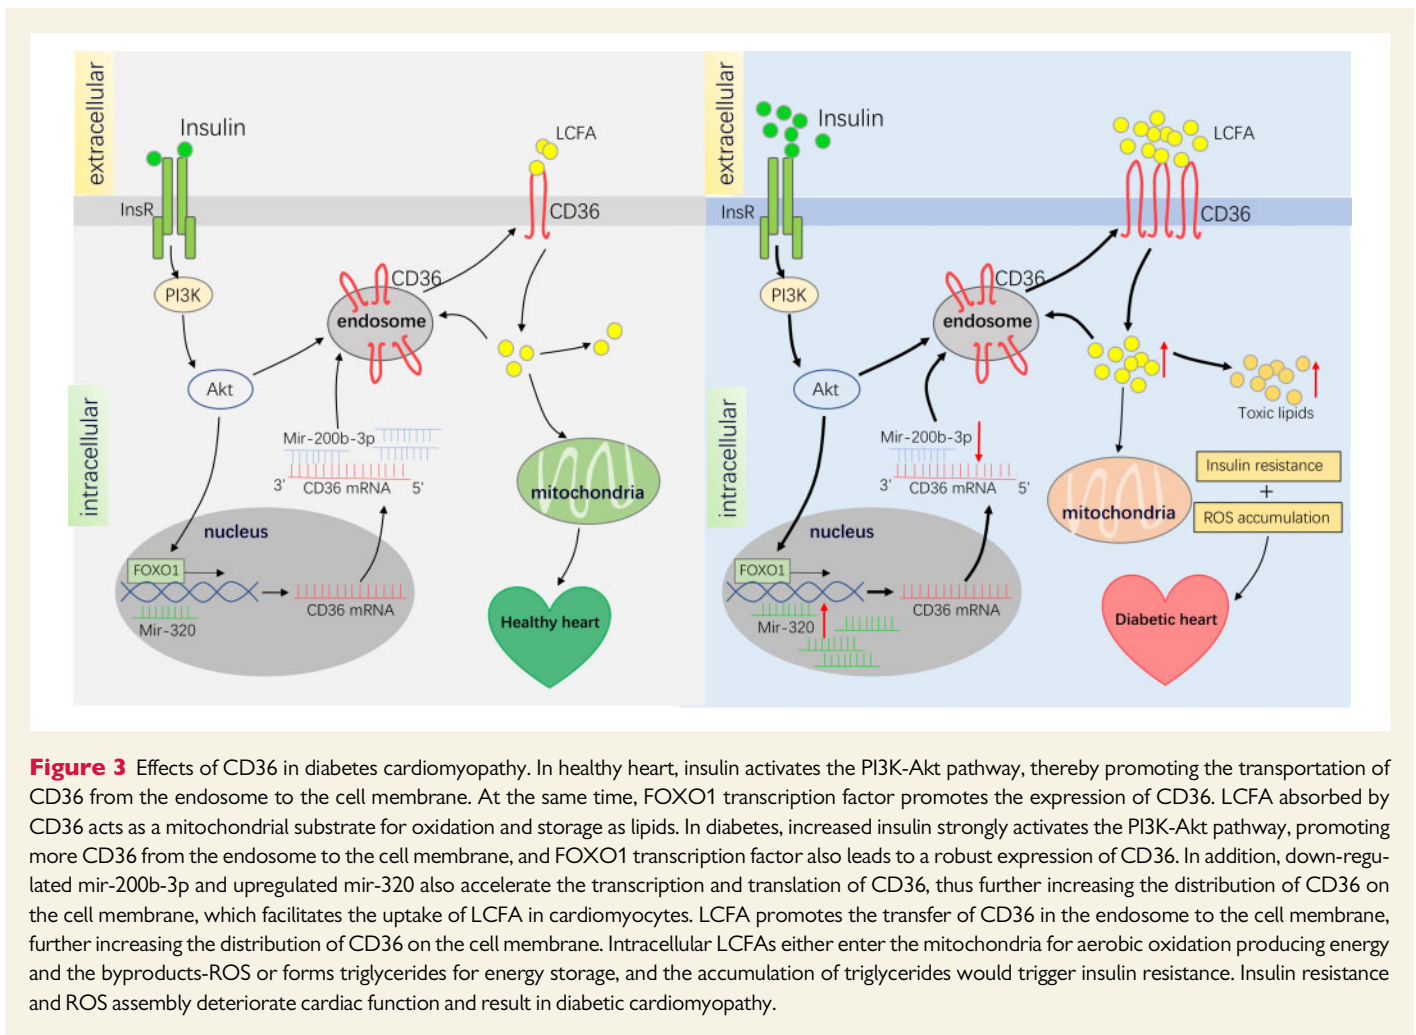 extracellular
Insulin
LCFA
InsR
CD36
PI3K
CD36
endosome
Akt
intracellular
Mir-200b-3p
3’ CD36 mRNA 5’
mitochondria
nucleus
FOXO1
CD36 mRNA
Mir-320
Healthy heart
extracellular
Insulin
LCFA
InsR
CD36
PI3K
CD36
endosome
Akt
Toxic lipids
intracellular
Mir-200b-3p
3’ CD36 mRNA 5’
Insulin resistance
+
ROS accumulation
mitochondria
nucleus
FOXO1
CD36 mRNA
Mir-320
Diabetic heart
Figure 3 Effects of CD36 in diabetes cardiomyopathy. In healthy heart, insulin activates the PI3K-Akt pathway, thereby promoting the transportation of
CD36 from the endosome to the cell membrane. At the same time, FOXO1 transcription factor promotes the expression of CD36. LCFA absorbed by
CD36 acts as a mitochondrial substrate for oxidation and storage as lipids. In diabetes, increased insulin strongly activates the PI3K-Akt pathway, promoting
more CD36 from the endosome to the cell membrane, and FOXO1 transcription factor also leads to a robust expression of CD36. In addition, down-regu-
lated mir-200b-3p and upregulated mir-320 also accelerate the transcription and translation of CD36, thus further increasing the distribution of CD36 on
the cell membrane, which facilitates the uptake of LCFA in cardiomyocytes. LCFA promotes the transfer of CD36 in the endosome to the cell membrane,
further increasing the distribution of CD36 on the cell membrane. Intracellular LCFAs either enter the mitochondria for aerobic oxidation producing energy
and the byproducts-ROS or forms triglycerides for energy storage, and the accumulation of triglycerides would trigger insulin resistance. Insulin resistance
and ROS assembly deteriorate cardiac function and result in diabetic cardiomyopathy.